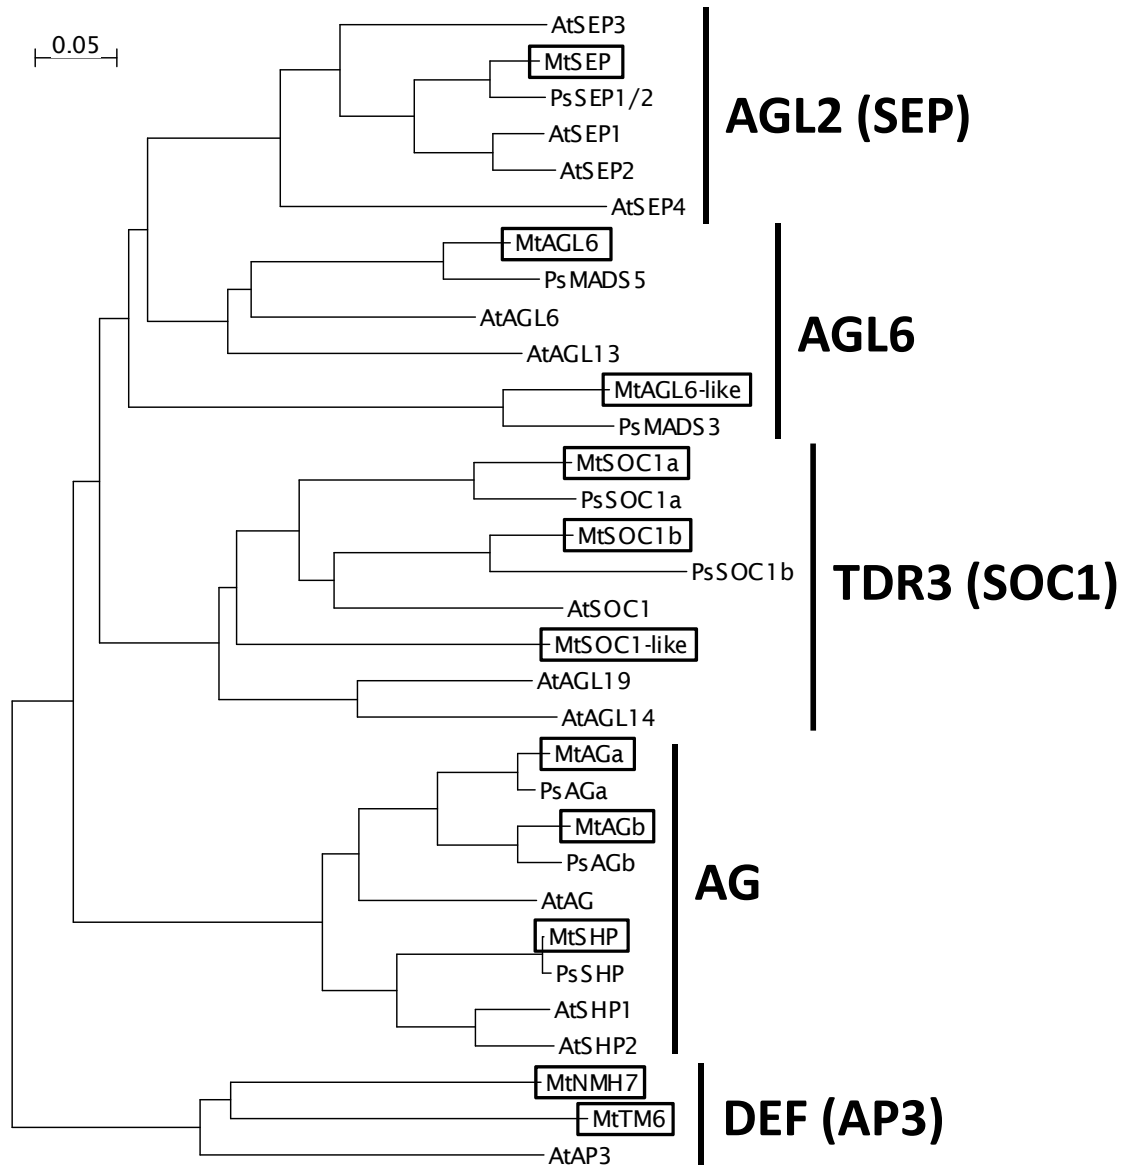 0.05
AtSEP3
MtSEP
PsSEP1/2
AtSEP1
AtSEP2
AtSEP4
AGL2 (SEP)
MtAGL6
PsMADS5
AtAGL6
AtAGL13
MtAGL6-like
PsMADS3
AGL6
MtSOC1a
PsSOC1a
MtSOC1b
PsSOC1b
AtSOC1
MtSOC1-like
AtAGL19
AtAGL14
TDR3 (SOC1)
MtAGa
PsAGa
MtAGb
PsAGb
AtAG
MtSHP
PsSHP
AtSHP1
AtSHP2
AG
MtNMH7
MtTM6
AtAP3
DEF (AP3)